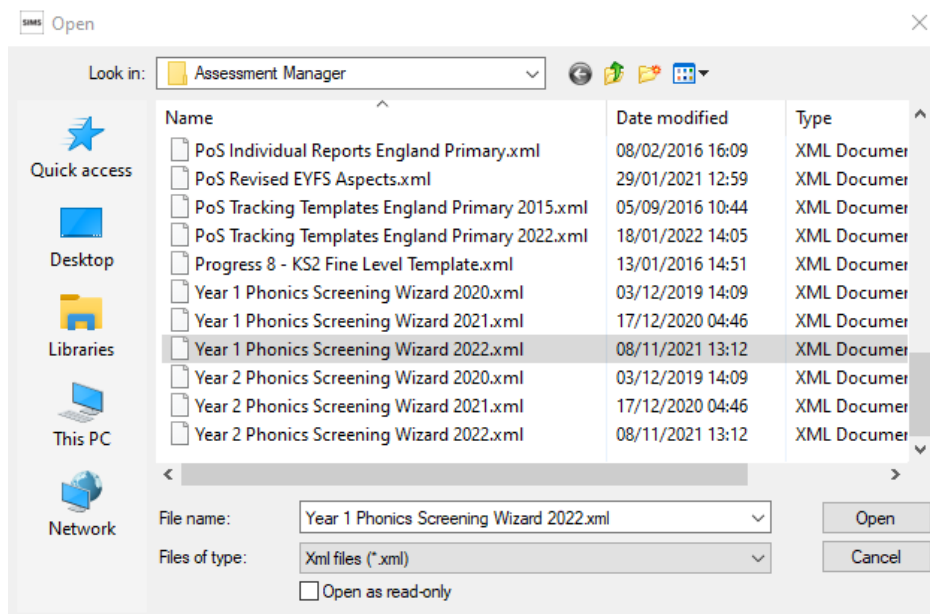 SIMS Open
Look in: Assessment Manager
Name Date modified Type
PoS Individual Reports England Primary.xml 08/02/2016 16:09 XML Documer
PoS Revised EYFS Aspects.xml 29/01/2021 12:59 XML Documer
PoS Tracking Templates England Primary 2015.xml 05/09/2016 10:44 XML Documer
PoS Tracking Templates England Primary 2022.xml 18/01/2022 14:05 XML Documer
Progress 8 - KS2 Fine Level Template.xml 13/01/2016 14:51 XML Documer
Year 1 Phonics Screening Wizard 2020.xml 03/12/2019 14:09 XML Documer
Year 1 Phonics Screening Wizard 2021.xml 17/12/2020 04:46 XML Documer
Year 1 Phonics Screening Wizard 2022.xml 08/11/2021 13:12 XML Documer
Year 2 Phonics Screening Wizard 2020.xml 03/12/2019 14:09 XML Documer
Year 2 Phonics Screening Wizard 2021.xml 17/12/2020 04:46 XML Documer
Year 2 Phonics Screening Wizard 2022.xml 08/11/2021 13:12 XML Documer
Quick access
Desktop
Libraries
This PC
Network
File name: Year 1 Phonics Screening Wizard 2022.xml Open
Files of type: Xml files (*.xml) Cancel
Open as read-only